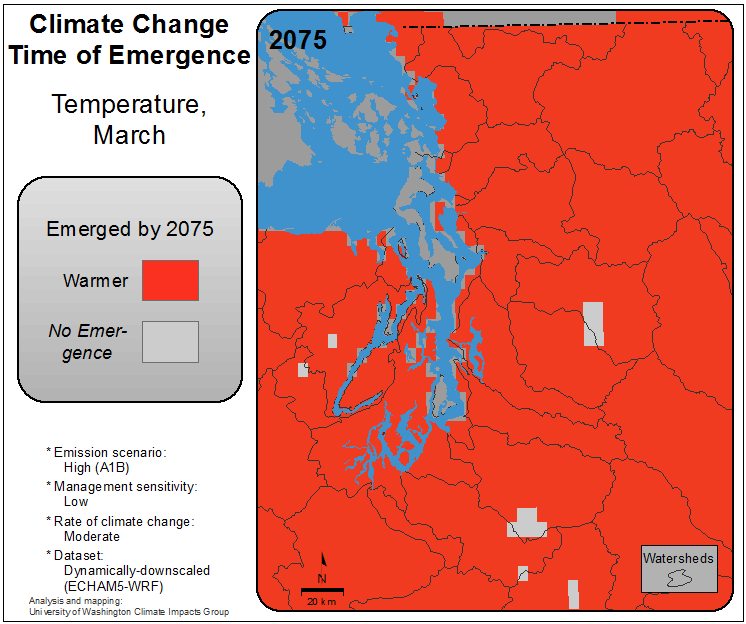 Climate Change
Time of Emergence
Temperature,
March
Emerged by 2075
Warmer
No Emer-
gence
* Emission scenario:
High (A1B)
* Management sensitivity:
Low
* Rate of climate change:
Moderate
* Dataset:
Dynamically-downscaled
(ECHAM5-WRF)
Analysis and mapping:
University of Washington Climate Impacts Group
2075
N
20 km
Watersheds